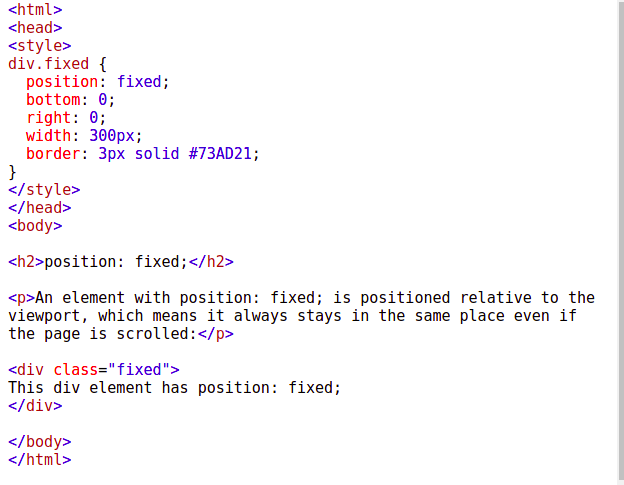 <html>
<head>
<style>
div.fixed {
  position: fixed;
  bottom: 0;
  right: 0;
  width: 300px;
  border: 3px solid #73AD21;
}
</style>
</head>
<body>

<h2>position: fixed;</h2>

<p>An element with position: fixed; is positioned relative to the
viewport, which means it always stays in the same place even if
the page is scrolled:</p>

<div class="fixed">
This div element has position: fixed;
</div>

</body>
</html>